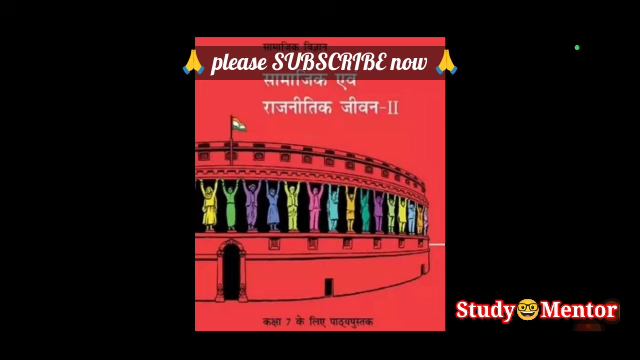 सामाजिक विज्ञान
🙏 please SUBSCRIBE now 🙏
सामाजिक एवं
राजनीतिक जीवन-II
कक्षा 7 के लिए पाठ्यपुस्तक
Study🤓Mentor